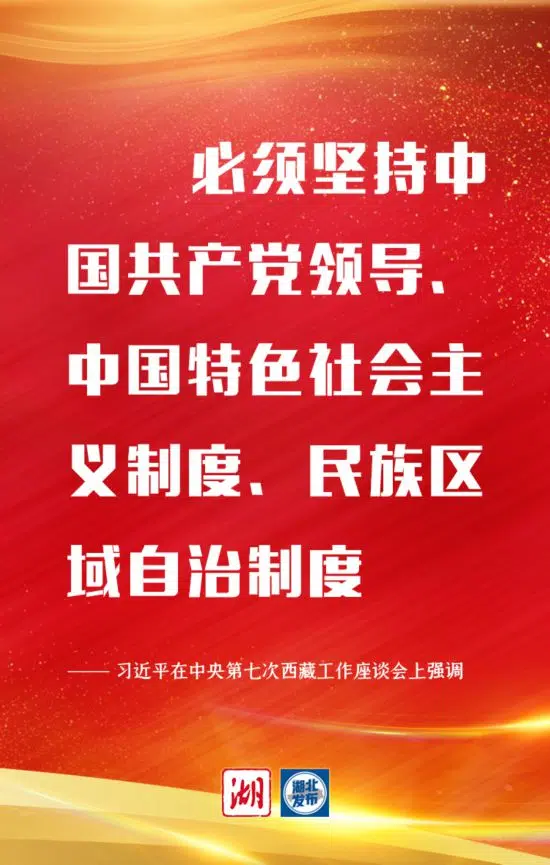 必须坚持中
国共产党领导、
中国特色社会主
义制度、民族区
域自治制度
—— 习近平在中央第七次西藏工作座谈会上强调
湖
湖北
发布